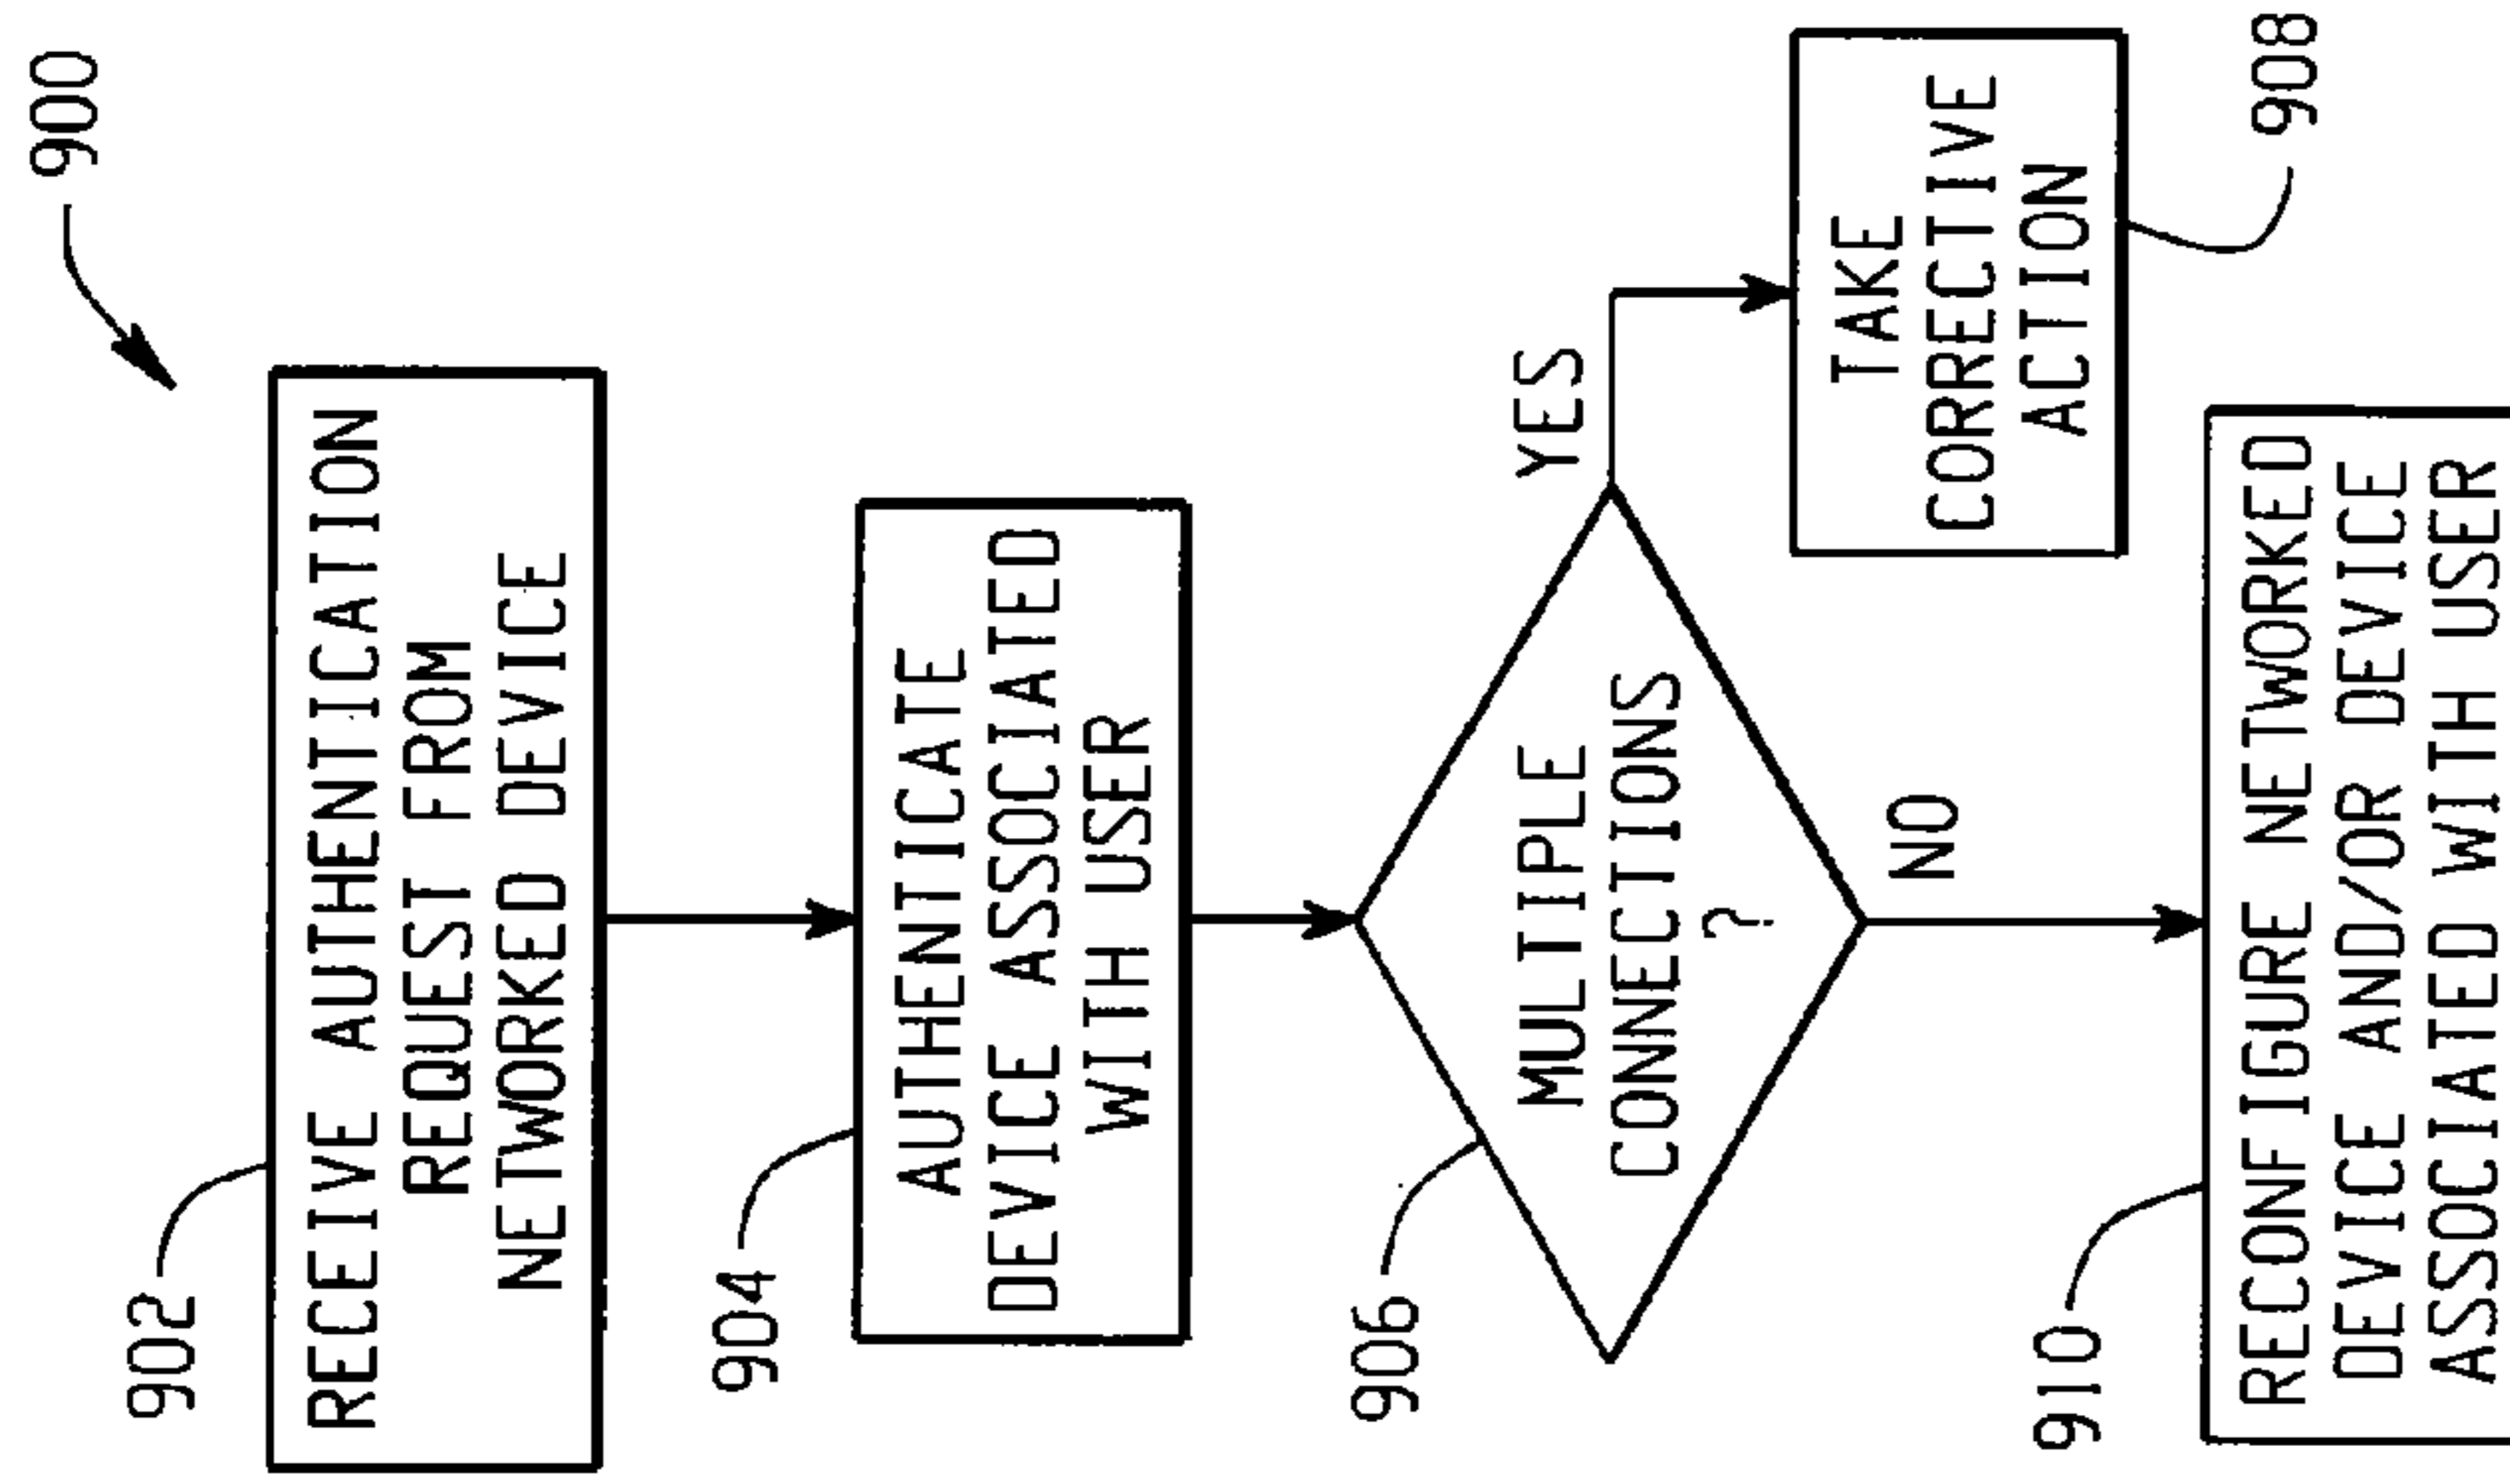 900
902
RECEIVE AUTHENTICATION
REQUEST FROM
NETWORKED DEVICE
904
AUTHENTICATE
DEVICE ASSOCIATED
WITH USER
906
MULTIPLE
CONNECTIONS
?
YES
TAKE
CORRECTIVE
ACTION
908
NO
910
RECONFIGURE NETWORKED
DEVICE AND/OR DEVICE
ASSOCIATED WITH USER